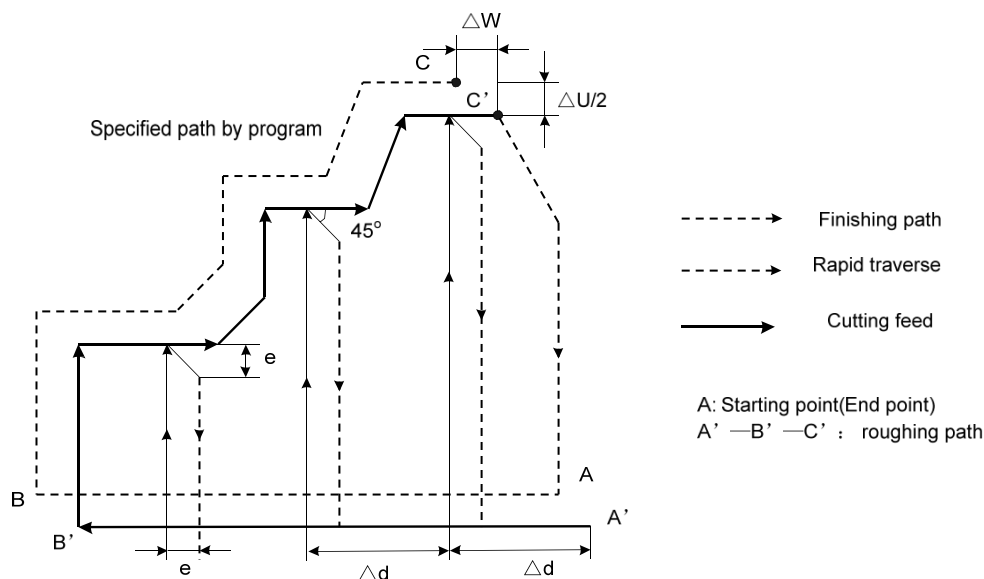 △W
C
C’
△U/2
Specified path by program
45°
Finishing path
Rapid traverse
Cutting feed
e
A: Starting point(End point)
A’ —B’ —C’ : roughing path
A
B
A’
B’
e
△d
△d